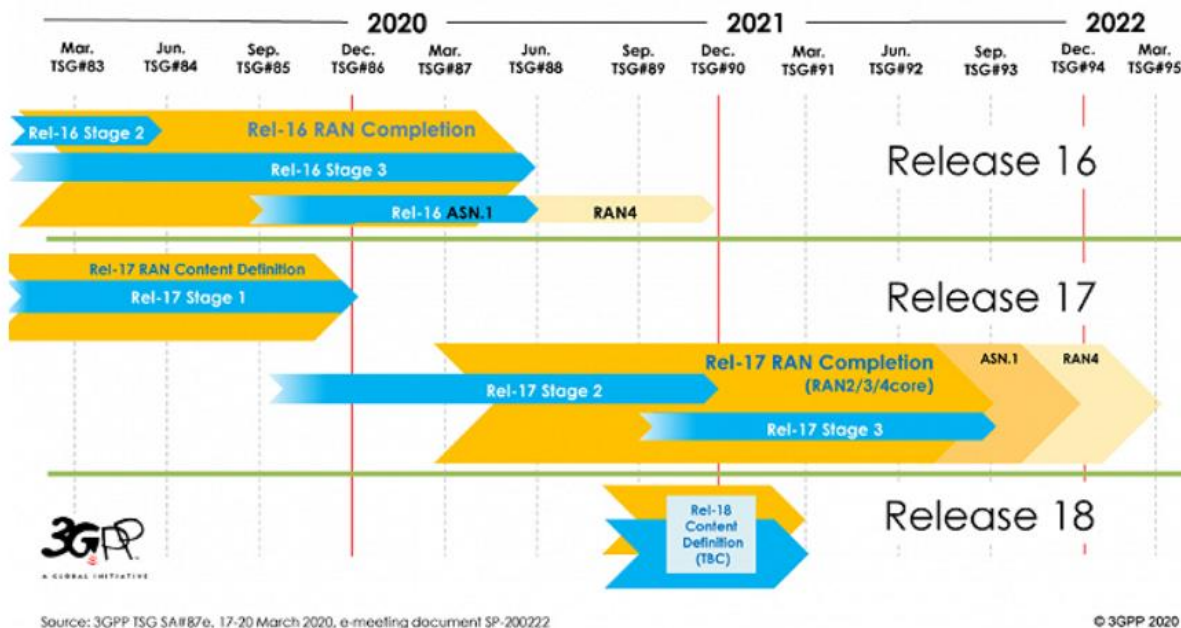 2020
2021
2022
Mar.
TSG#83
Jun.
TSG#84
Sep.
TSG#85
Dec.
TSG#86
Mar.
TSG#87
Jun.
TSG#88
Sep.
TSG#89
Dec.
TSG#90
Mar.
TSG#91
Jun.
TSG#92
Sep.
TSG#93
Dec.
TSG#94
Mar.
TSG#95
Rel-16 Stage 2
Rel-16 RAN Completion
Rel-16 Stage 3
Rel-16 ASN.1
RAN4
Release 16
Rel-17 RAN Content Definition
Rel-17 Stage 1
Release 17
Rel-17 RAN Completion
(RAN2/3/4core)
ASN.1
RAN4
Rel-17 Stage 2
Rel-17 Stage 3
Rel-18
Content
Definition
(TBC)
Release 18
3GPP
A GLOBAL INITIATIVE
Source: 3GPP TSG SA#87e, 17-20 March 2020, e-meeting document SP-200222
© 3GPP 2020